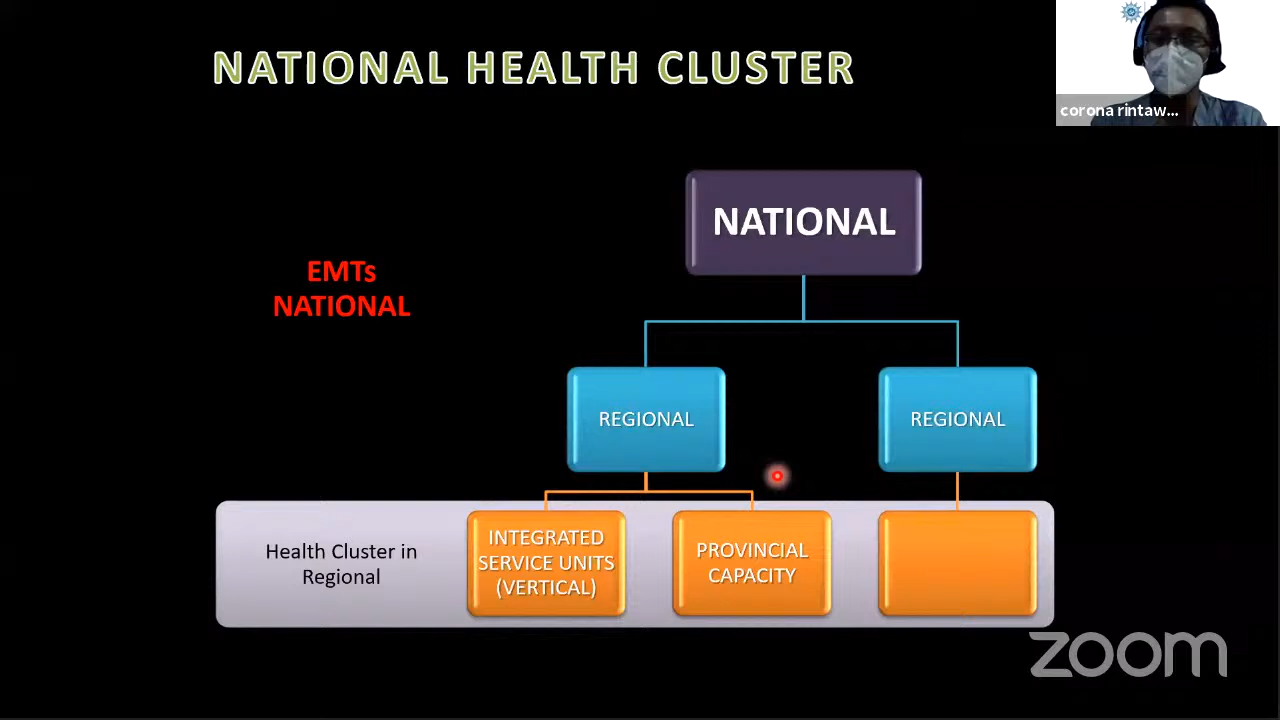 NATIONAL HEALTH CLUSTER
corona rintaw...
NATIONAL
EMTs
NATIONAL
REGIONAL
REGIONAL
Health Cluster in
Regional
INTEGRATED
SERVICE UNITS
(VERTICAL)
PROVINCIAL
CAPACITY
zoom